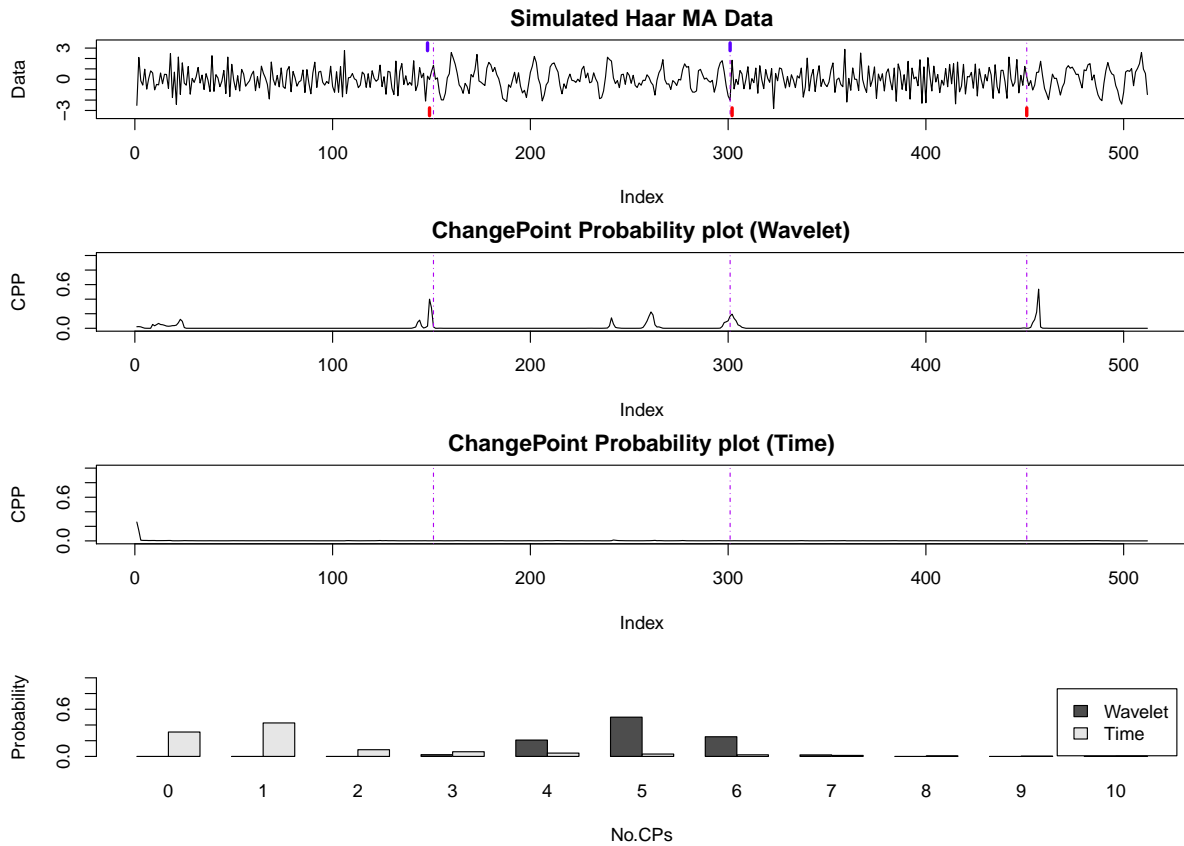 Simulated Haar MA Data
Data
3
0
−3
0 100 200 300 400 500
Index
ChangePoint Probability plot (Wavelet)
CPP
0.6
0.0
0 100 200 300 400 500
Index
ChangePoint Probability plot (Time)
CPP
0.6
0.0
0 100 200 300 400 500
Index
Probability
0.6
0.0
Wavelet
Time
0 1 2 3 4 5 6 7 8 9 10
No.CPs